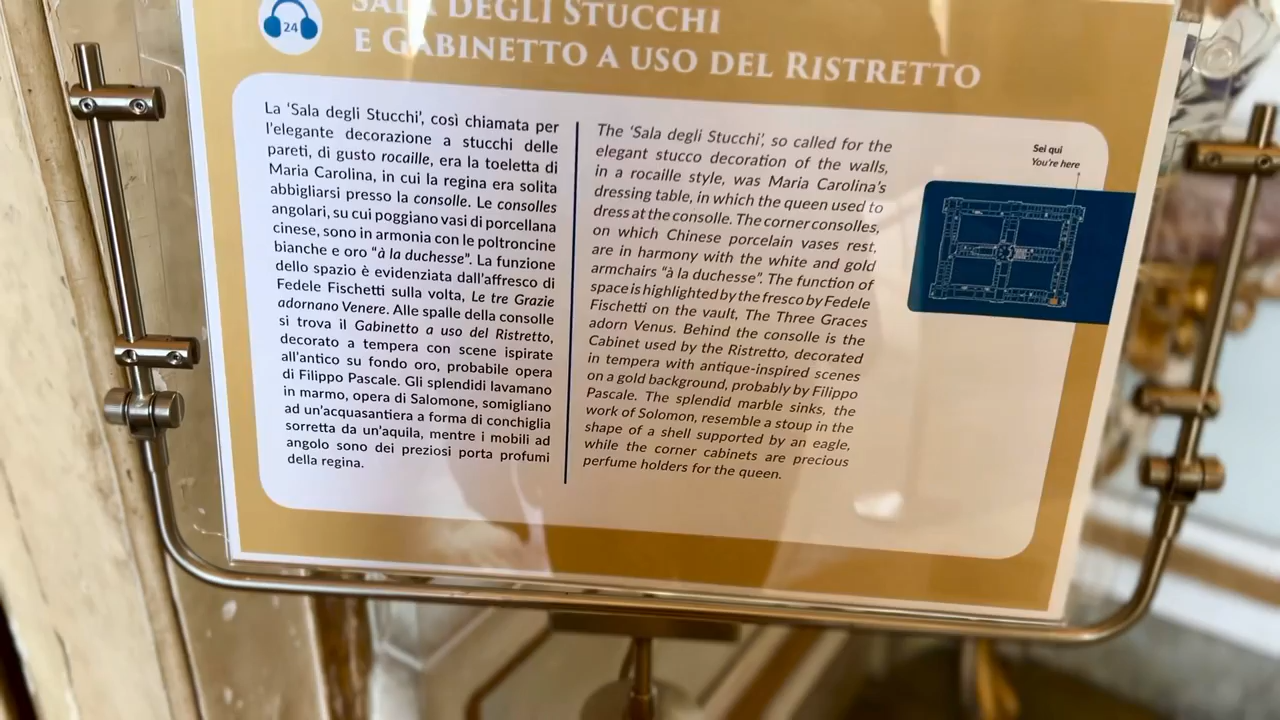 24
SALA DEGLI STUCCHI
E GABINETTO A USO DEL RISTRETTO
La ‘Sala degli Stucchi’, così chiamata per
l’elegante decorazione a stucchi delle
pareti, di gusto rocaille, era la toeletta di
Maria Carolina, in cui la regina era solita
abbigliarsi presso la consolle. Le consolles
angolari, su cui poggiano vasi di porcellana
cinese, sono in armonia con le poltroncine
bianche e oro “à la duchesse”. La funzione
dello spazio è evidenziata dall’affresco di
Fedele Fischetti sulla volta, Le tre Grazie
adornano Venere. Alle spalle della consolle
si trova il Gabinetto a uso del Ristretto,
decorato a tempera con scene ispirate
all’antico su fondo oro, probabile opera
di Filippo Pascale. Gli splendidi lavamano
in marmo, opera di Salomone, somigliano
ad un’acquasantiera a forma di conchiglia
sorretta da un’aquila, mentre i mobili ad
angolo sono dei preziosi porta profumi
della regina.
The ‘Sala degli Stucchi’, so called for the
elegant stucco decoration of the walls,
in a rocaille style, was Maria Carolina’s
dressing table, in which the queen used to
dress at the consolle. The corner consolles,
on which Chinese porcelain vases rest,
are in harmony with the white and gold
armchairs “à la duchesse”. The function of
space is highlighted by the fresco by Fedele
Fischetti on the vault, The Three Graces
adorn Venus. Behind the consolle is the
Cabinet used by the Ristretto, decorated
in tempera with antique-inspired scenes
on a gold background, probably by Filippo
Pascale. The splendid marble sinks, the
work of Solomon, resemble a stoup in the
shape of a shell supported by an eagle,
while the corner cabinets are precious
perfume holders for the queen.
Sei qui
You’re here